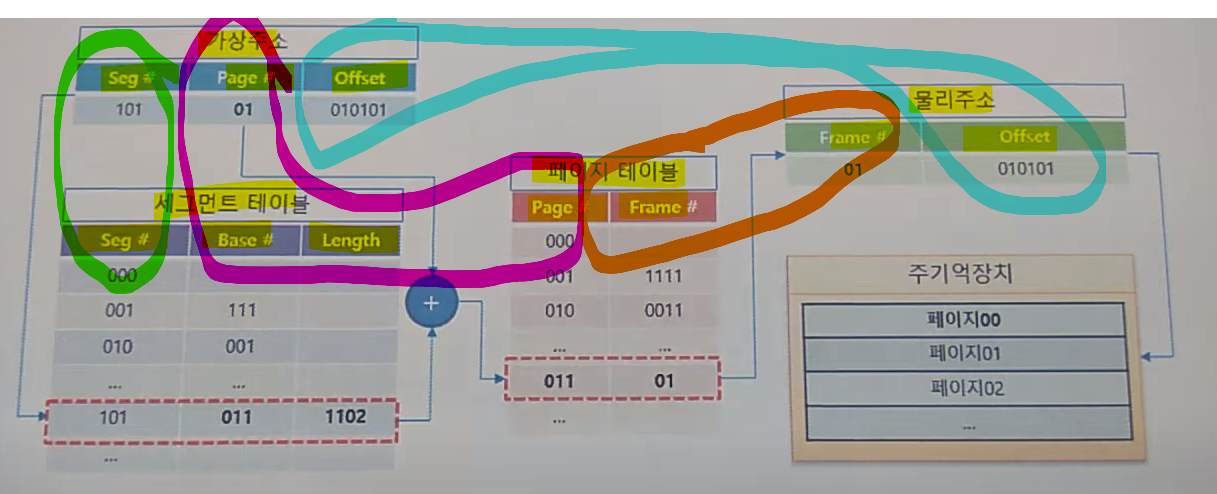 가상주소
Seg # Page # Offset
101 01 010101
세그먼트 테이블
Seg # Base # Length
000
001 111
010 001
... ...
101 011 1102
...
+
페이지 테이블
Page # Frame #
000
001 1111
010 0011
... ...
011 01
...
물리주소
Frame # Offset
01 010101
주기억장치
페이지00
페이지01
페이지02
...